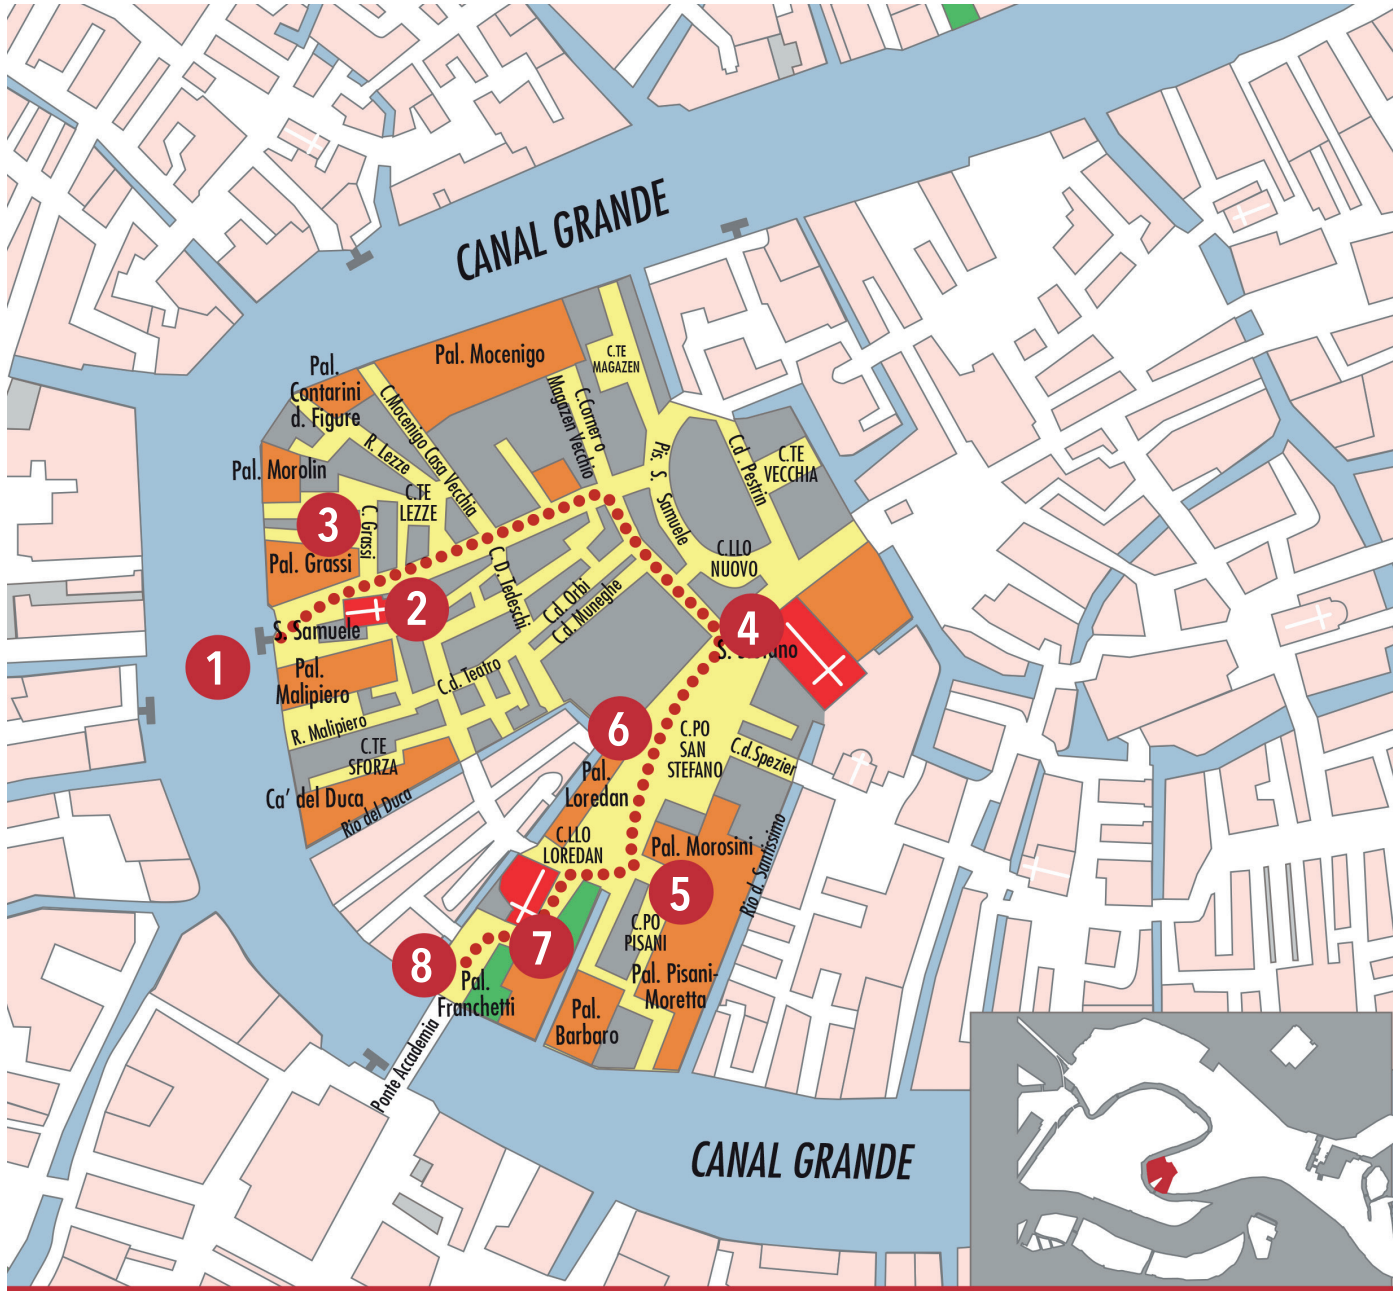 CANAL GRANDE
Pal. Mocenigo
C.TE
MAGAZEN
Pal.
Contarini
d. Figure
C.Mocenigo Casa Vecchia
C.Corner o
Magazen Vecchio
R. Lezze
Pal. Morolin
C.TE
LEZZE
Pis. S. Samuele
C.d. Pestrin
C.TE
VECCHIA
3
C. Grassi
Pal. Grassi
C.LLO
NUOVO
C. D. Tedeschi
C.d. Orbi
C.d. Muneghe
2
S. Samuele
4
1
Pal.
Malipiero
C.d. Teatro
R. Malipiero
6
C.TE
SFORZA
C.PO
SAN
STEFANO
C.d.Spezier
Ca' del Duca
Rio del Duca
Pal.
Loredan
C.LLO
LOREDAN
Pal. Morosini
Rio d. Santissimo
5
C.PO
PISANI
7
8
Pal.
Franchetti
Pal. Pisani-
Moretta
Pal.
Barbaro
Ponte Accademia
CANAL GRANDE